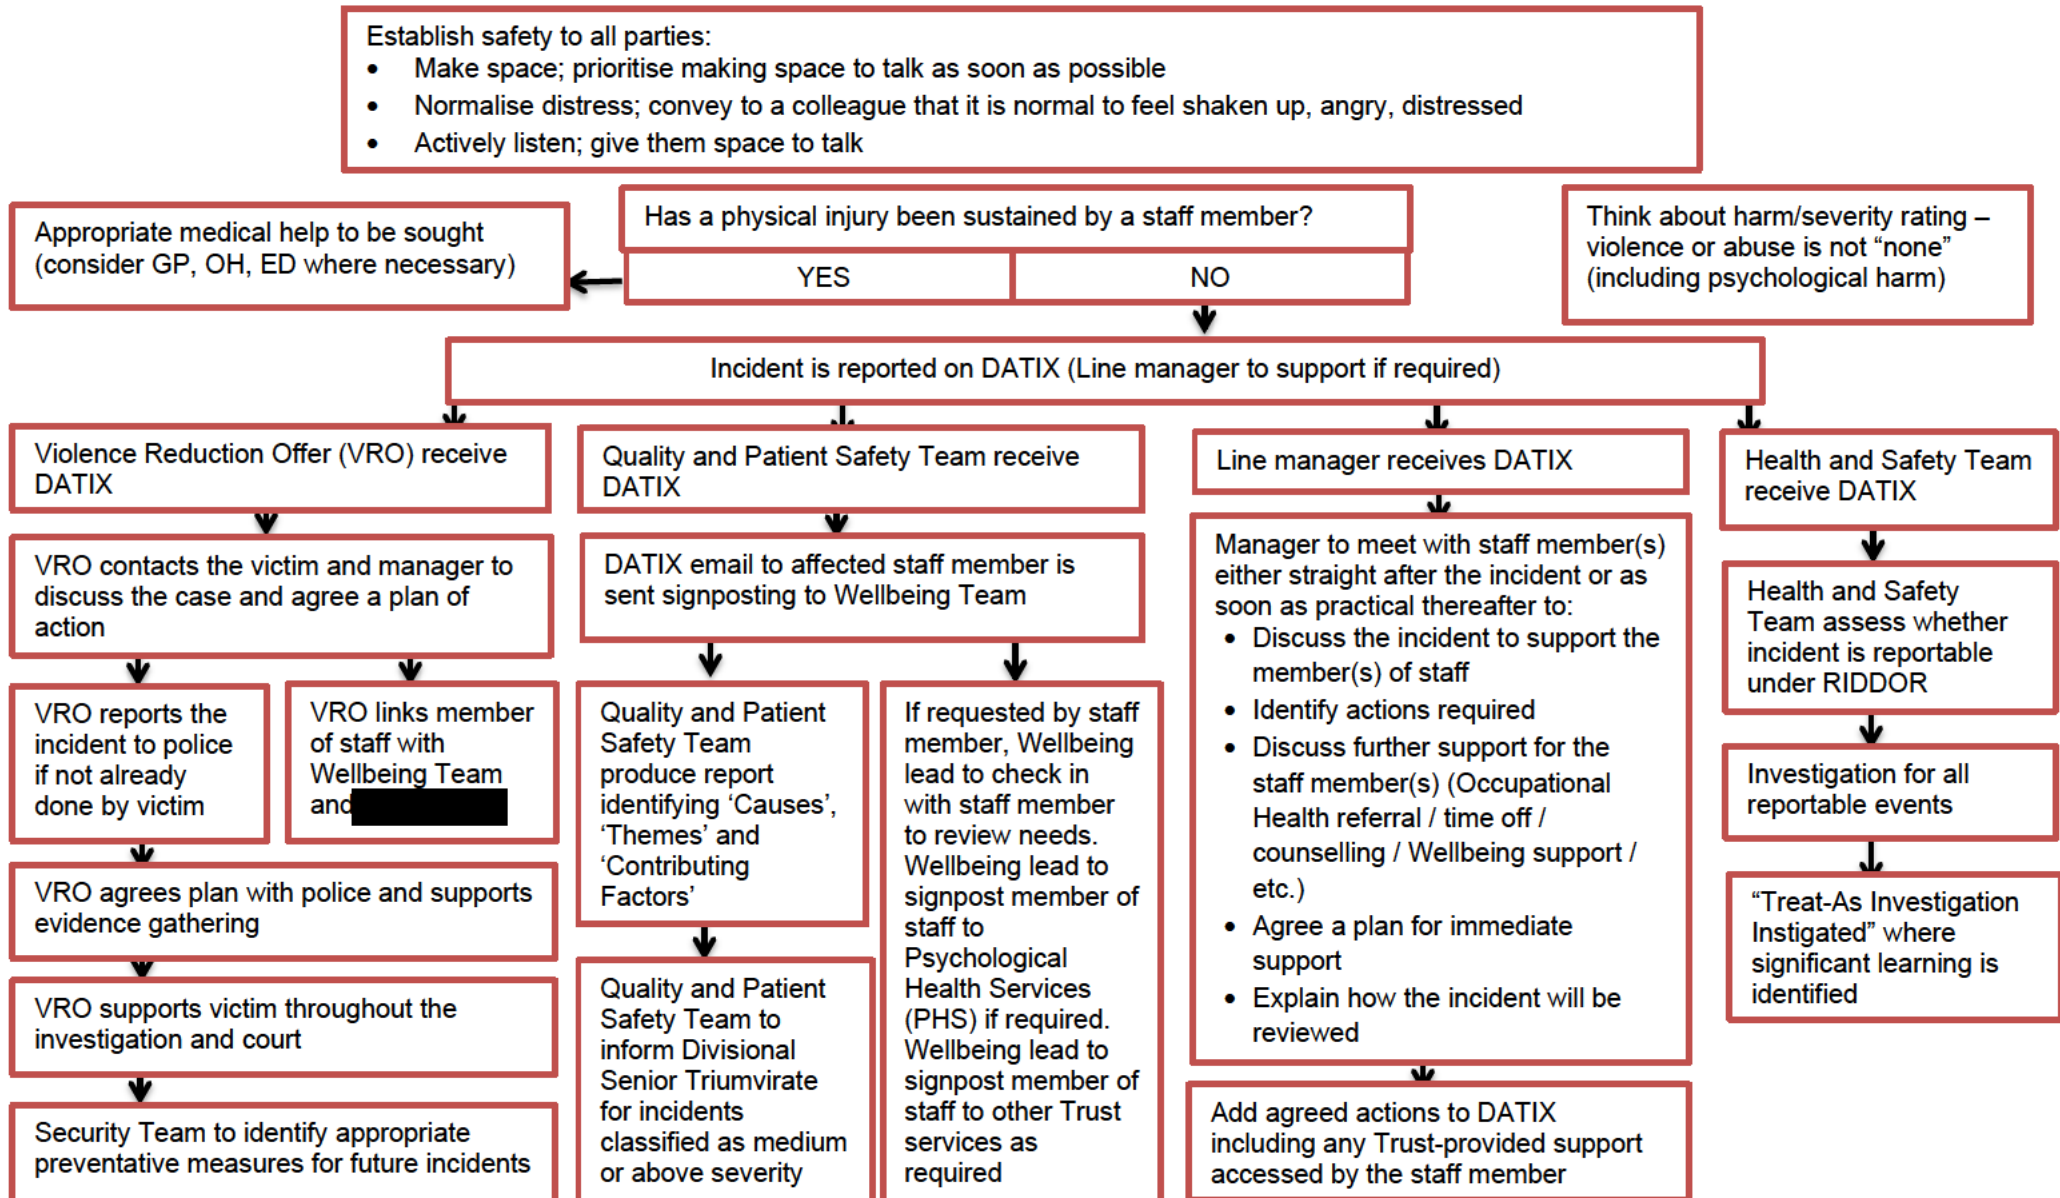 Establish safety to all parties:
• Make space; prioritise making space to talk as soon as possible
• Normalise distress; convey to a colleague that it is normal to feel shaken up, angry, distressed
• Actively listen; give them space to talk
Appropriate medical help to be sought
(consider GP, OH, ED where necessary)
Has a physical injury been sustained by a staff member?
YES
NO
Think about harm/severity rating –
violence or abuse is not “none”
(including psychological harm)
Incident is reported on DATIX (Line manager to support if required)
Violence Reduction Offer (VRO) receive
DATIX
VRO contacts the victim and manager to
discuss the case and agree a plan of
action
VRO reports the
incident to police
if not already
done by victim
VRO links member
of staff with
Wellbeing Team
and
VRO agrees plan with police and supports
evidence gathering
VRO supports victim throughout the
investigation and court
Security Team to identify appropriate
preventative measures for future incidents
Quality and Patient Safety Team receive
DATIX
DATIX email to affected staff member is
sent signposting to Wellbeing Team
Quality and Patient
Safety Team
produce report
identifying ‘Causes’,
‘Themes’ and
‘Contributing
Factors’
Quality and Patient
Safety Team to
inform Divisional
Senior Triumvirate
for incidents
classified as medium
or above severity
If requested by staff
member, Wellbeing
lead to check in
with staff member
to review needs.
Wellbeing lead to
signpost member of
staff to
Psychological
Health Services
(PHS) if required.
Wellbeing lead to
signpost member of
staff to other Trust
services as
required
Line manager receives DATIX
Manager to meet with staff member(s)
either straight after the incident or as
soon as practical thereafter to:
• Discuss the incident to support the
member(s) of staff
• Identify actions required
• Discuss further support for the
staff member(s) (Occupational
Health referral / time off /
counselling / Wellbeing support /
etc.)
• Agree a plan for immediate
support
• Explain how the incident will be
reviewed
Add agreed actions to DATIX
including any Trust-provided support
accessed by the staff member
Health and Safety Team
receive DATIX
Health and Safety
Team assess whether
incident is reportable
under RIDDOR
Investigation for all
reportable events
“Treat-As Investigation
Instigated” where
significant learning is
identified